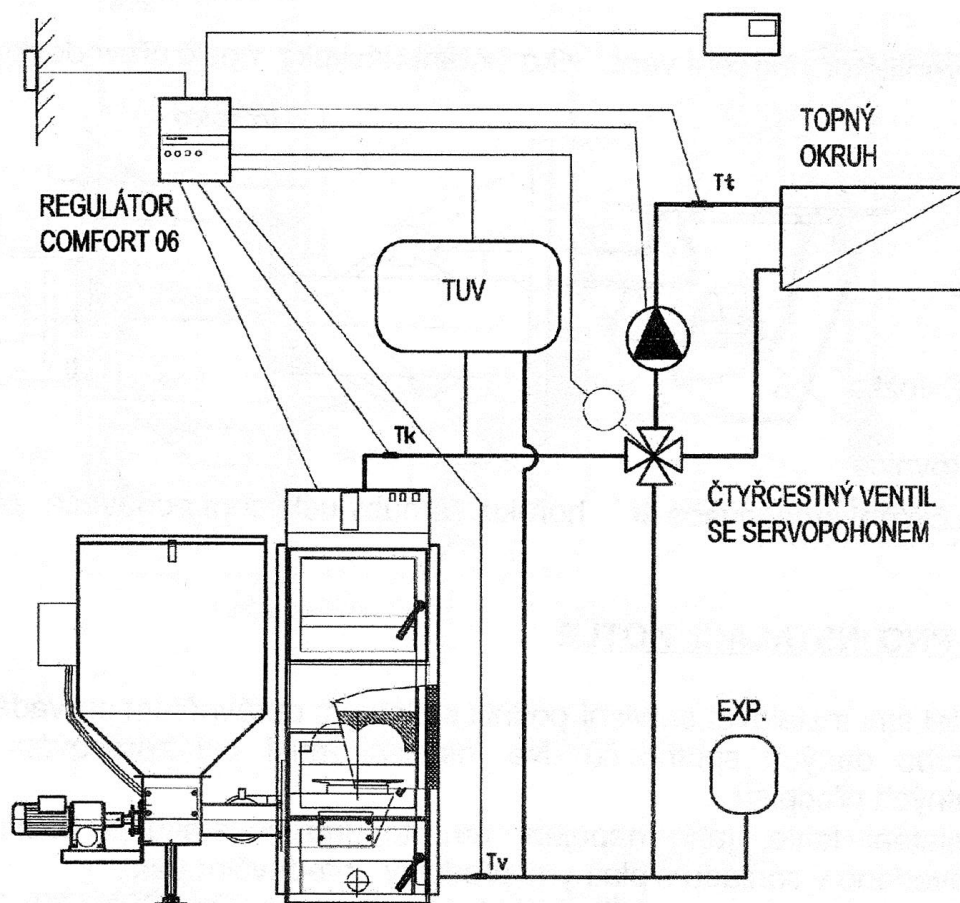 TOPNÝ
OKRUH
Tt
REGULÁTOR
COMFORT 06
TUV
Tk
ČTYŘCESTNÝ VENTIL
SE SERVOPOHONEM
EXP.
Tv